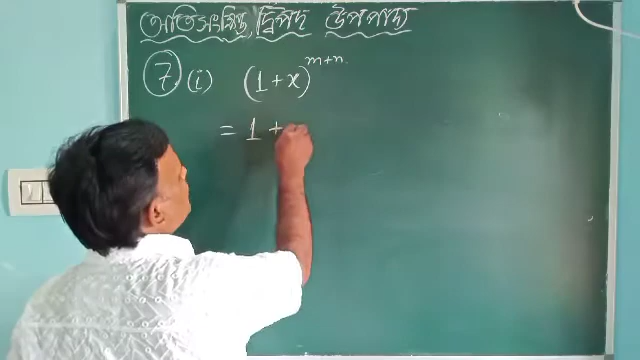 অতিসংক্ষিপ্ত, দ্বিপদ উপপাদ্য
7 (i) (1 + x)^{m+n}.
= 1 +